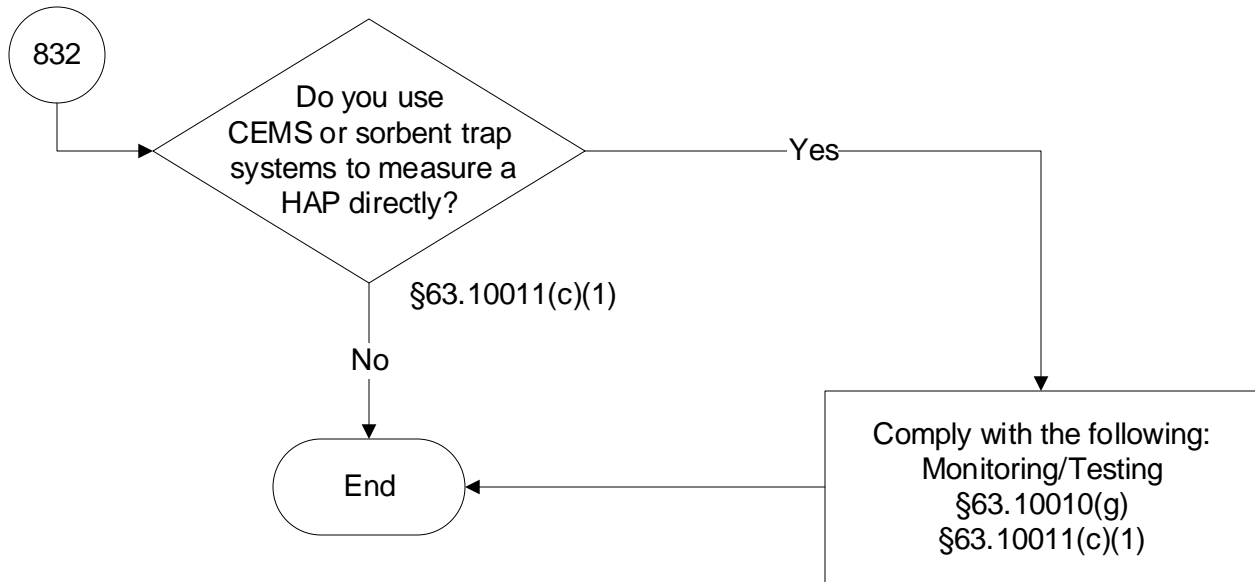 832
Do you use
CEMS or sorbent trap
systems to measure a
HAP directly?
Yes
§63.10011(c)(1)
No
Comply with the following:
Monitoring/Testing
§63.10010(g)
§63.10011(c)(1)
End